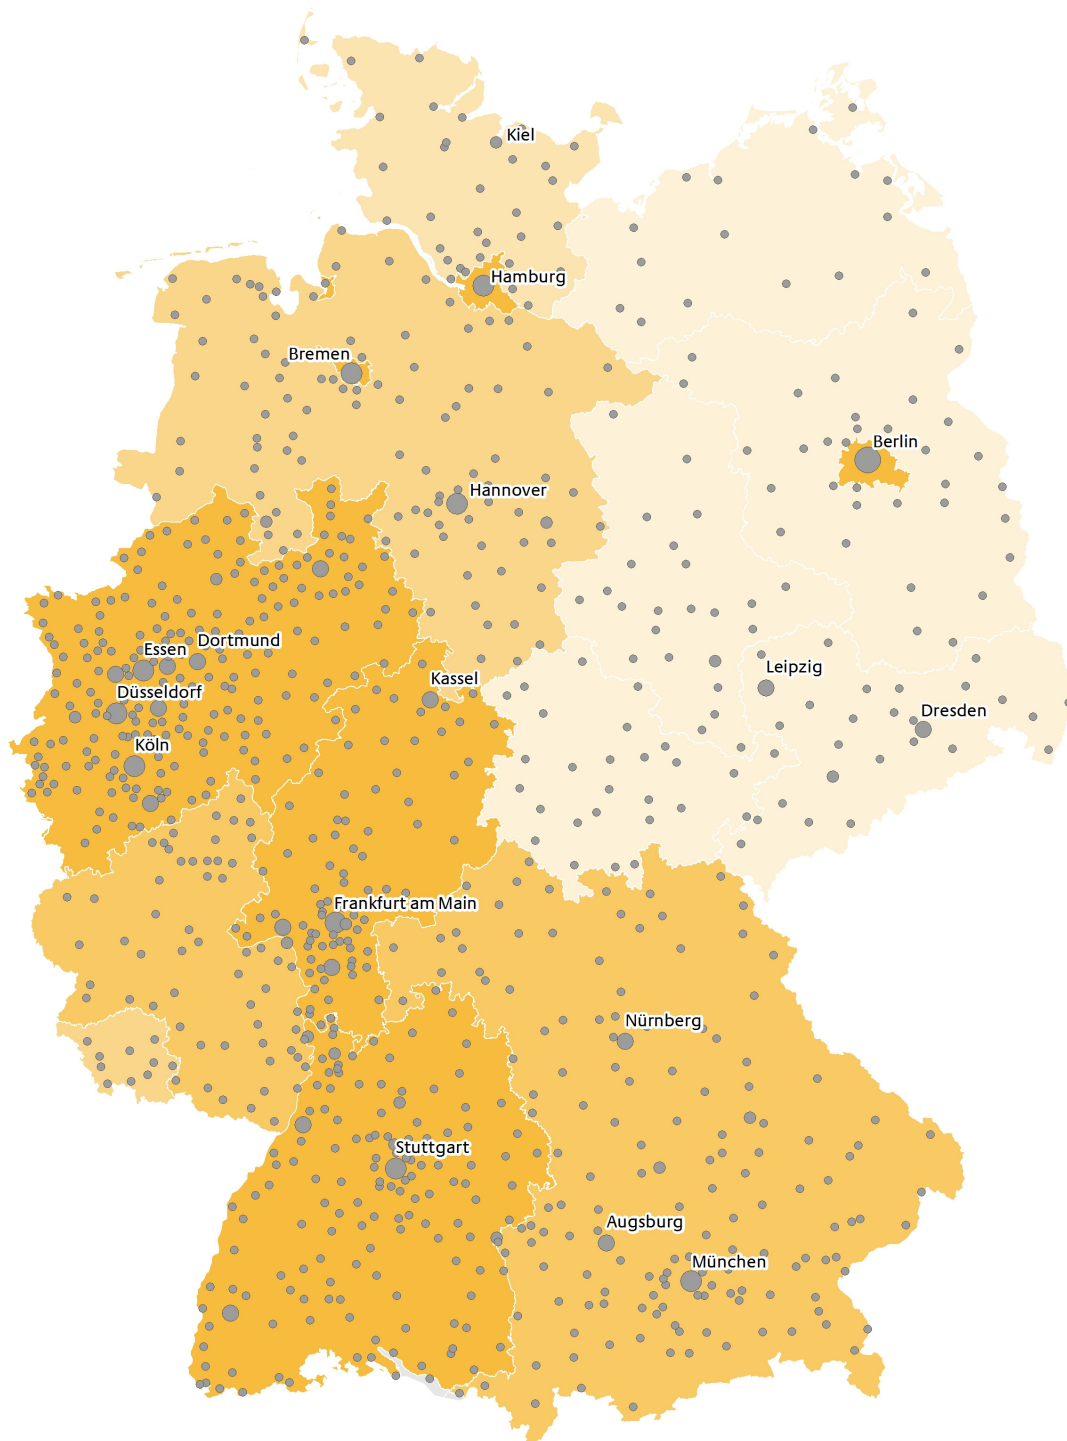 Kiel
Hamburg
Bremen
Berlin
Hannover
Dortmund
Essen
Leipzig
Kassel
Düsseldorf
Dresden
Köln
Frankfurt am Main
Nürnberg
Stuttgart
Augsburg
München